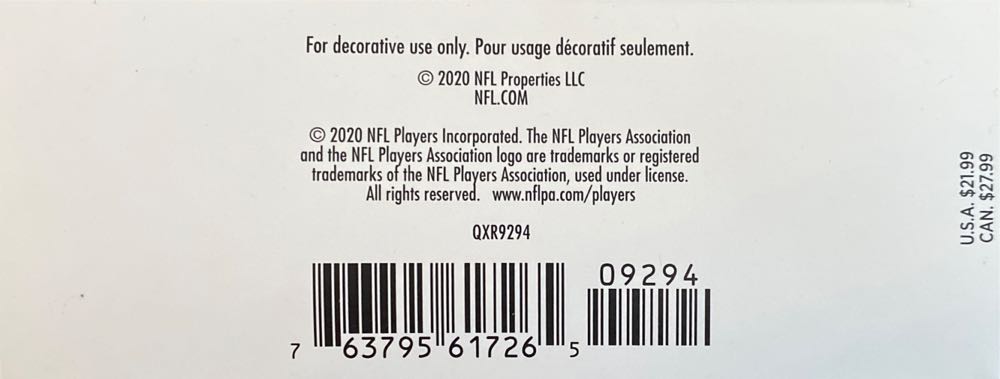 For decorative use only. Pour usage décoratif seulement.
© 2020 NFL Properties LLC
NFL.COM
© 2020 NFL Players Incorporated. The NFL Players Association
and the NFL Players Association logo are trademarks or registered
trademarks of the NFL Players Association, used under license.
All rights reserved. www.nflpa.com/players
QXR9294
09294
7 63795 61726 5
U.S.A. $21.99
CAN. $27.99